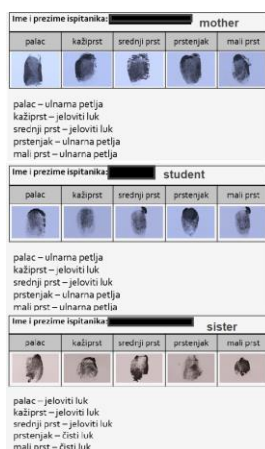 Ime i prezime ispitanika: mother
palac kažiprst srednji prst prstenjak mali prst
palac – ulnarna petlja
kažiprst – jeloviti luk
srednji prst – jeloviti luk
prstenjak – ulnarna petlja
mali prst – ulnarna petlja
Ime i prezime ispitanika: student
palac kažiprst srednji prst prstenjak mali prst
palac – ulnarna petlja
kažiprst – jeloviti luk
srednji prst – jeloviti luk
prstenjak – ulnarna petlja
mali prst – ulnarna petlja
Ime i prezime ispitanika: sister
palac kažiprst srednji prst prstenjak mali prst
palac – jeloviti luk
kažiprst – jeloviti luk
srednji prst – jeloviti luk
prstenjak – čisti luk
mali prst – čisti luk